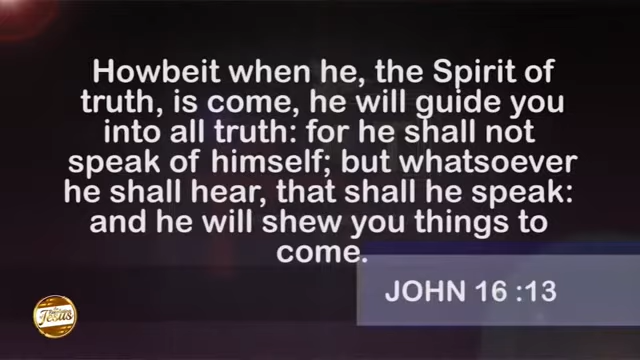 Howbeit when he, the Spirit of
truth, is come, he will guide you
into all truth: for he shall not
speak of himself; but whatsoever
he shall hear, that shall he speak:
and he will shew you things to
come.
JOHN 16 :13
Jesus